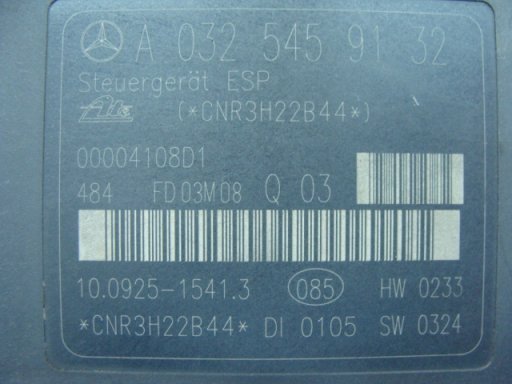 A 032 545 91 32
Steuergerät ESP
Ate (*CNR3H22B44*)
00004108D1
484 FD03M08 Q 03
10.0925-1541.3 085 HW 0233
*CNR3H22B44* DI 0105 SW 0324